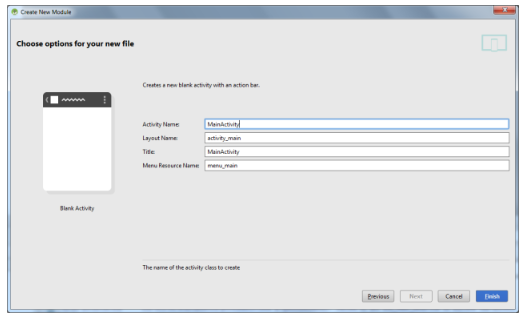 Create New Module
Choose options for your new file
Creates a new blank activity with an action bar.
Activity Name: MainActivity
Layout Name: activity_main
Title: MainActivity
Menu Resource Name: menu_main
Blank Activity
The name of the activity class to create
Previous Next Cancel Finish